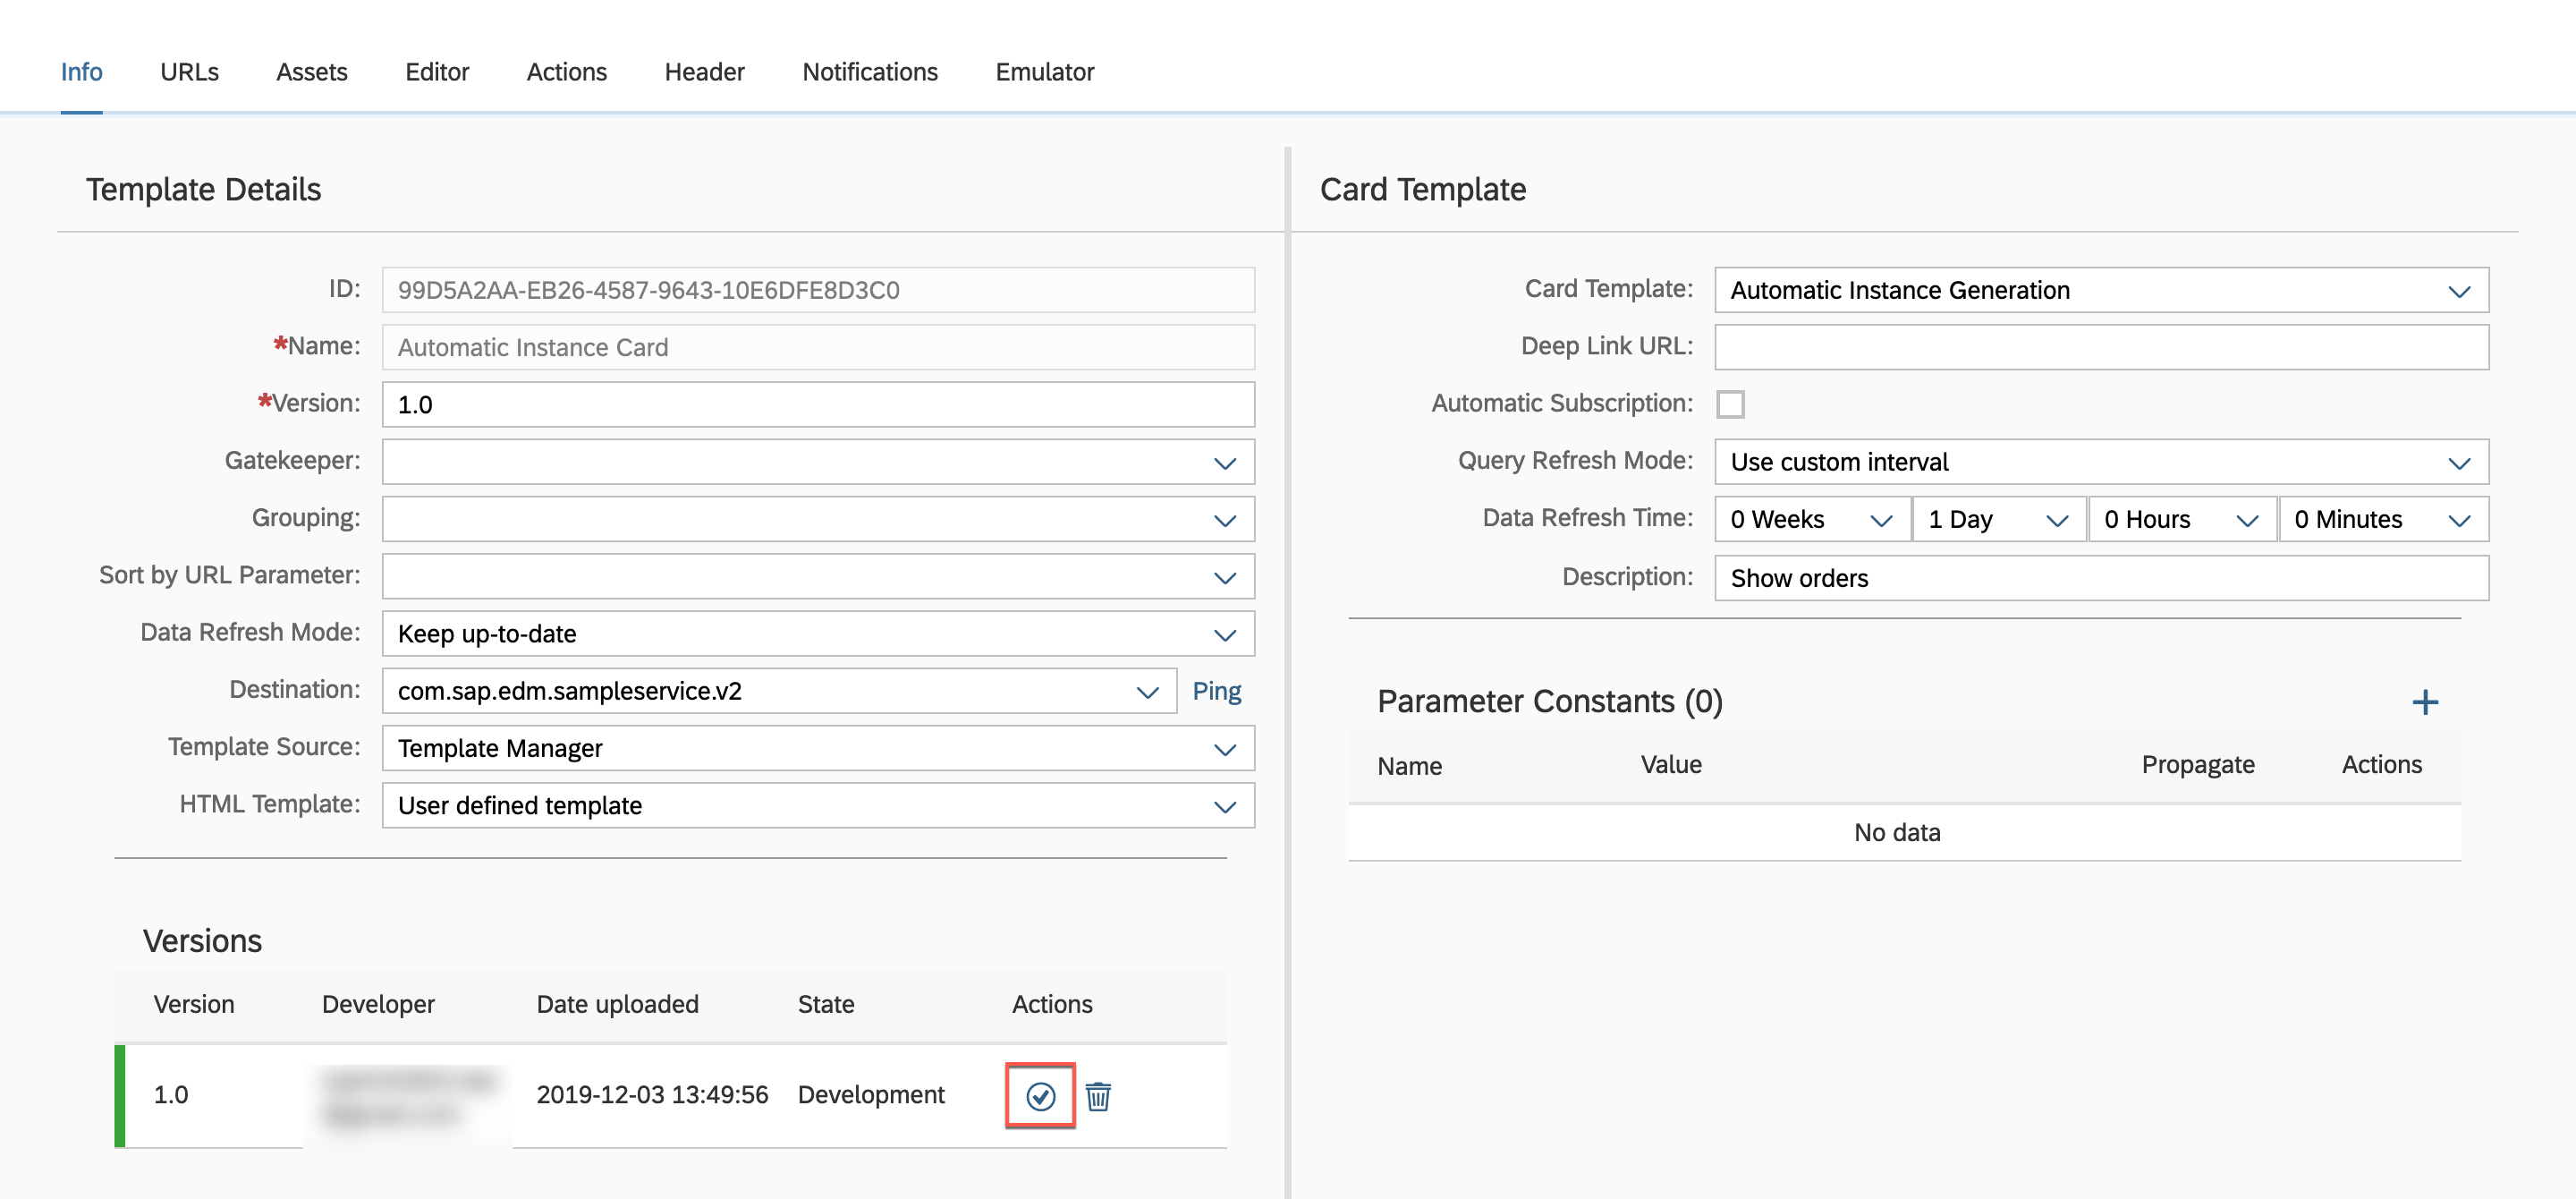 Info URLs Assets Editor Actions Header Notifications Emulator
Template Details
ID: 99D5A2AA-EB26-4587-9643-10E6DFE8D3C0
*Name: Automatic Instance Card
*Version: 1.0
Gatekeeper:
Grouping:
Sort by URL Parameter:
Data Refresh Mode: Keep up-to-date
Destination: com.sap.edm.sampleservice.v2 Ping
Template Source: Template Manager
HTML Template: User defined template
Versions
Version Developer Date uploaded State Actions
1.0 2019-12-03 13:49:56 Development
Card Template
Card Template: Automatic Instance Generation
Deep Link URL:
Automatic Subscription:
Query Refresh Mode: Use custom interval
Data Refresh Time: 0 Weeks 1 Day 0 Hours 0 Minutes
Description: Show orders
Parameter Constants (0)
Name Value Propagate Actions
No data